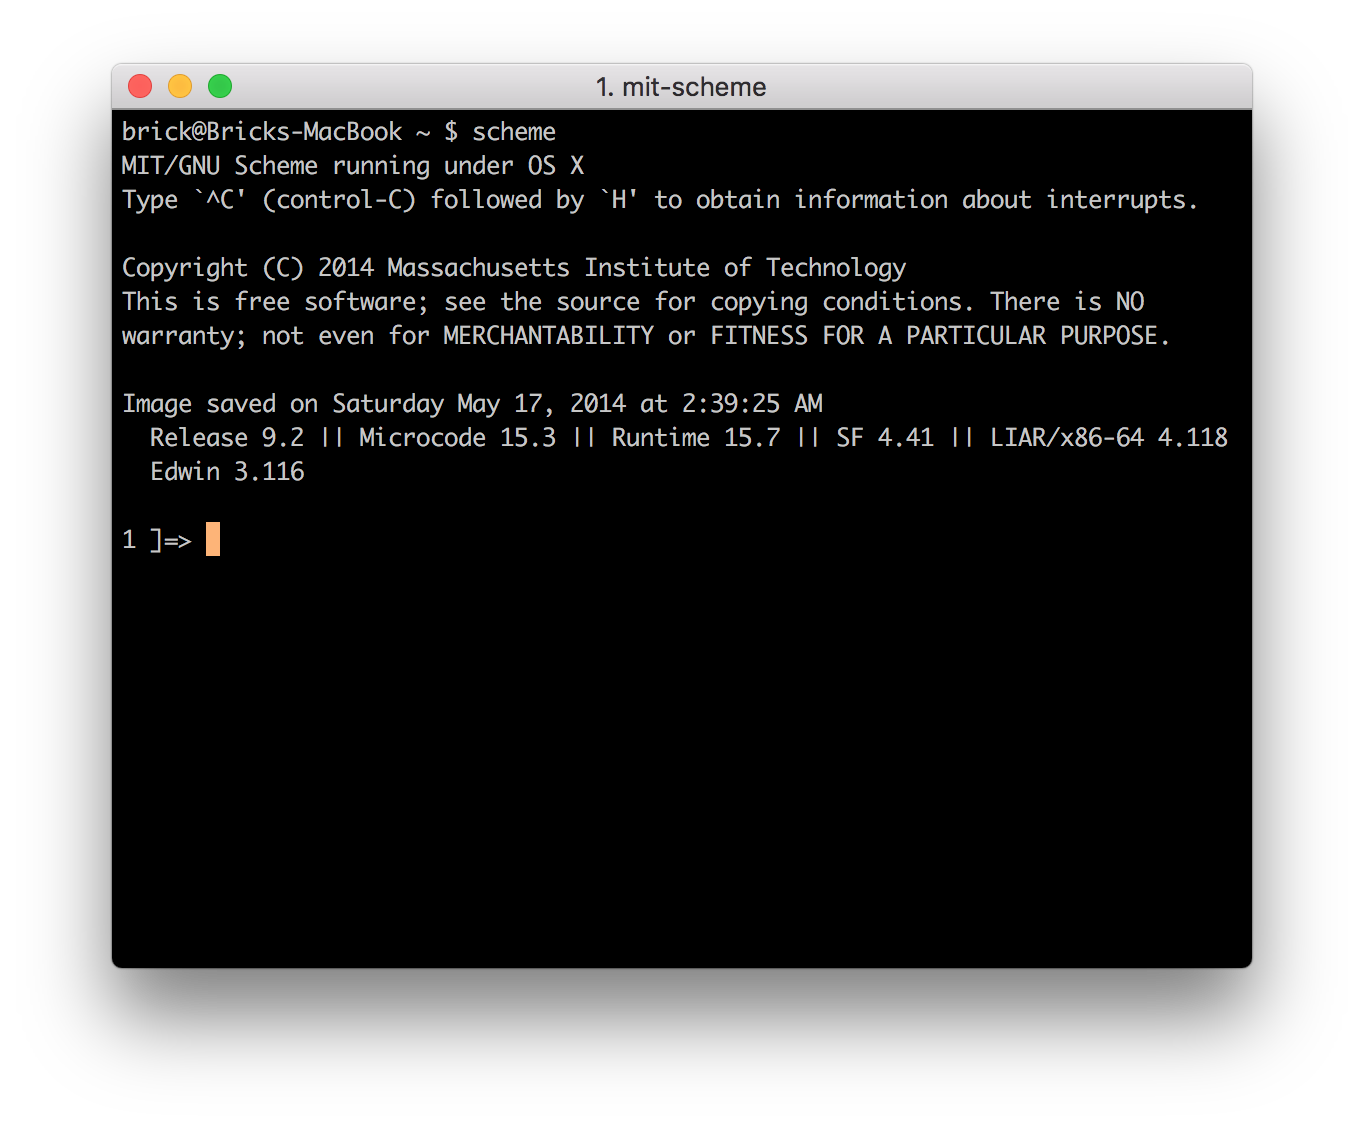 1. mit-scheme
brick@Bricks-MacBook ~ $ scheme
MIT/GNU Scheme running under OS X
Type `^C' (control-C) followed by `H' to obtain information about interrupts.
Copyright (C) 2014 Massachusetts Institute of Technology
This is free software; see the source for copying conditions. There is NO
warranty; not even for MERCHANTABILITY or FITNESS FOR A PARTICULAR PURPOSE.
Image saved on Saturday May 17, 2014 at 2:39:25 AM
  Release 9.2 || Microcode 15.3 || Runtime 15.7 || SF 4.41 || LIAR/x86-64 4.118
  Edwin 3.116
1 ]=>